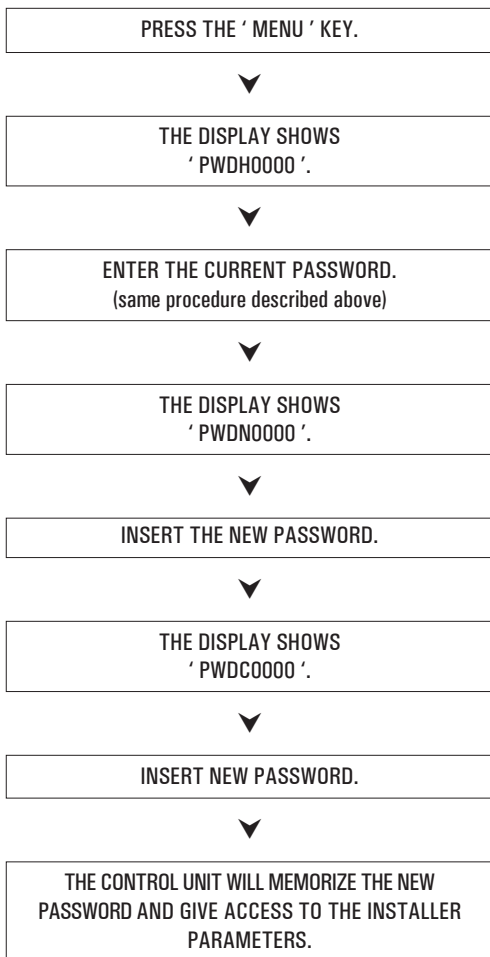 PRESS THE ‘ MENU ’ KEY.
THE DISPLAY SHOWS
‘ PWDH0000 ’.
ENTER THE CURRENT PASSWORD.
(same procedure described above)
THE DISPLAY SHOWS
‘ PWDN0000 ’.
INSERT THE NEW PASSWORD.
THE DISPLAY SHOWS
‘ PWDC0000 ‘.
INSERT NEW PASSWORD.
THE CONTROL UNIT WILL MEMORIZE THE NEW
PASSWORD AND GIVE ACCESS TO THE INSTALLER
PARAMETERS.